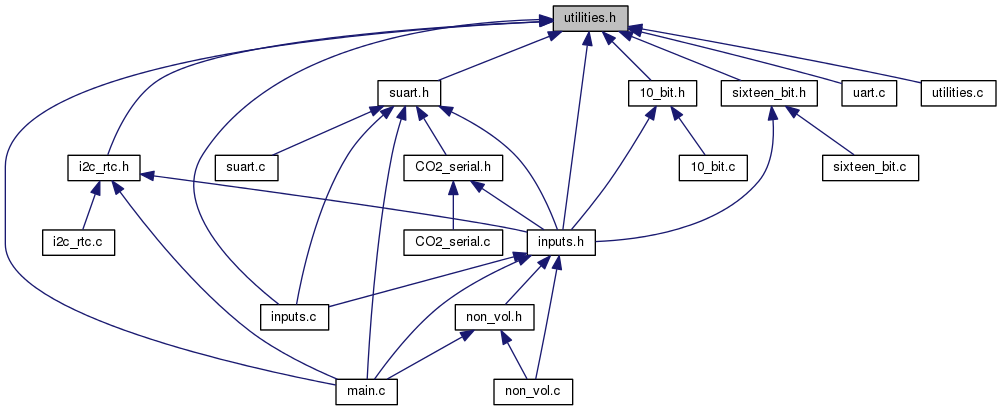 utilities.h
suart.h
10_bit.h
sixteen_bit.h
uart.c
utilities.c
i2c_rtc.h
suart.c
CO2_serial.h
10_bit.c
sixteen_bit.c
i2c_rtc.c
CO2_serial.c
inputs.h
inputs.c
non_vol.h
main.c
non_vol.c